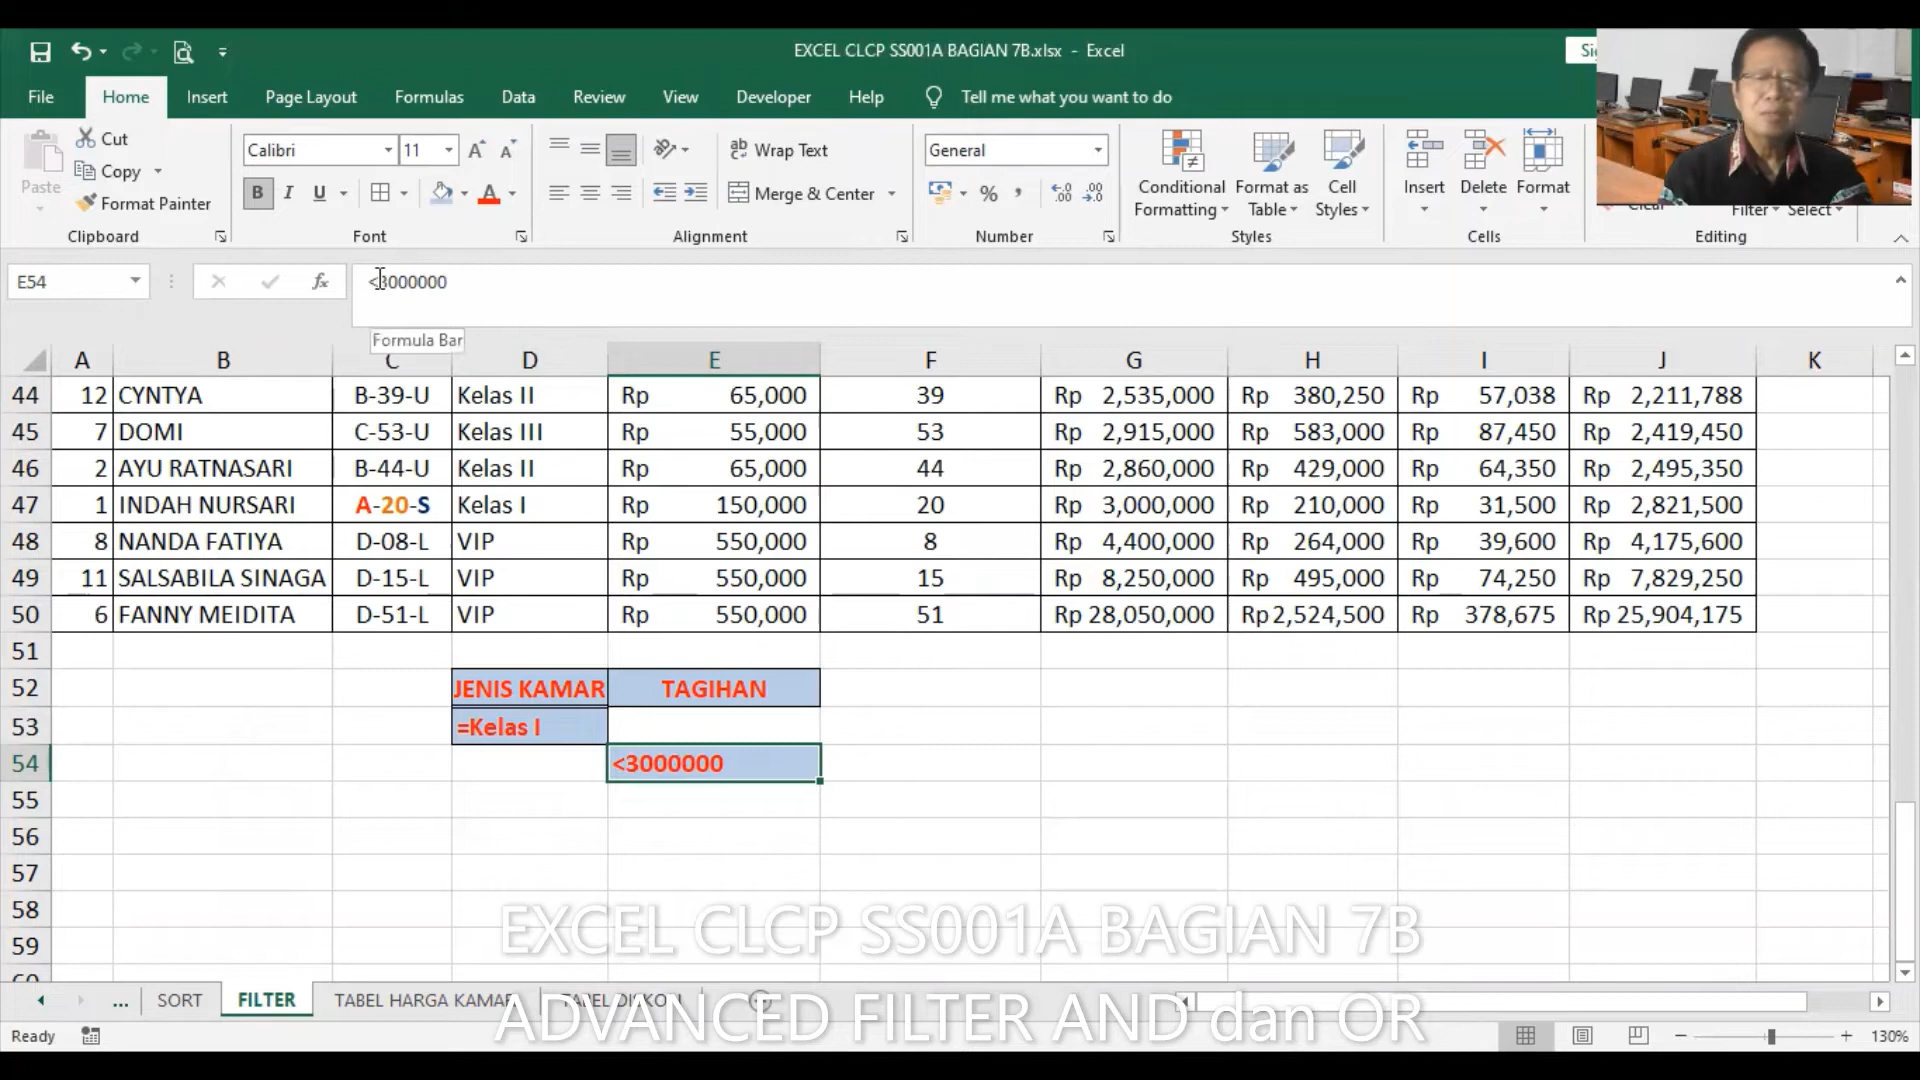 EXCEL CLCP SS001A BAGIAN 7B.xlsx - Excel
File Home Insert Page Layout Formulas Data Review View Developer Help Tell me what you want to do
Cut
Copy
Format Painter
Paste
Calibri 11
B I U
Wrap Text
Merge & Center
General
Conditional Formatting
Format as Table
Cell Styles
Insert Delete Format
Filter Select
Clipboard Font Alignment Number Styles Cells Editing
E54 fx <3000000
Formula Bar
A B C D E F G H I J K
44 12 CYNTYA B-39-U Kelas II Rp 65,000 39 Rp 2,535,000 Rp 380,250 Rp 57,038 Rp 2,211,788
45 7 DOMI C-53-U Kelas III Rp 55,000 53 Rp 2,915,000 Rp 583,000 Rp 87,450 Rp 2,419,450
46 2 AYU RATNASARI B-44-U Kelas II Rp 65,000 44 Rp 2,860,000 Rp 429,000 Rp 64,350 Rp 2,495,350
47 1 INDAH NURSARI A-20-S Kelas I Rp 150,000 20 Rp 3,000,000 Rp 210,000 Rp 31,500 Rp 2,821,500
48 8 NANDA FATIYA D-08-L VIP Rp 550,000 8 Rp 4,400,000 Rp 264,000 Rp 39,600 Rp 4,175,600
49 11 SALSABILA SINAGA D-15-L VIP Rp 550,000 15 Rp 8,250,000 Rp 495,000 Rp 74,250 Rp 7,829,250
50 6 FANNY MEIDITA D-51-L VIP Rp 550,000 51 Rp 28,050,000 Rp 2,524,500 Rp 378,675 Rp 25,904,175
51
52 JENIS KAMAR TAGIHAN
53 =Kelas I
54 <3000000
55
56
57
58
59
EXCEL CLCP SS001A BAGIAN 7B
... SORT FILTER TABEL HARGA KAMAR
ADVANCED FILTER AND dan OR
Ready 130%